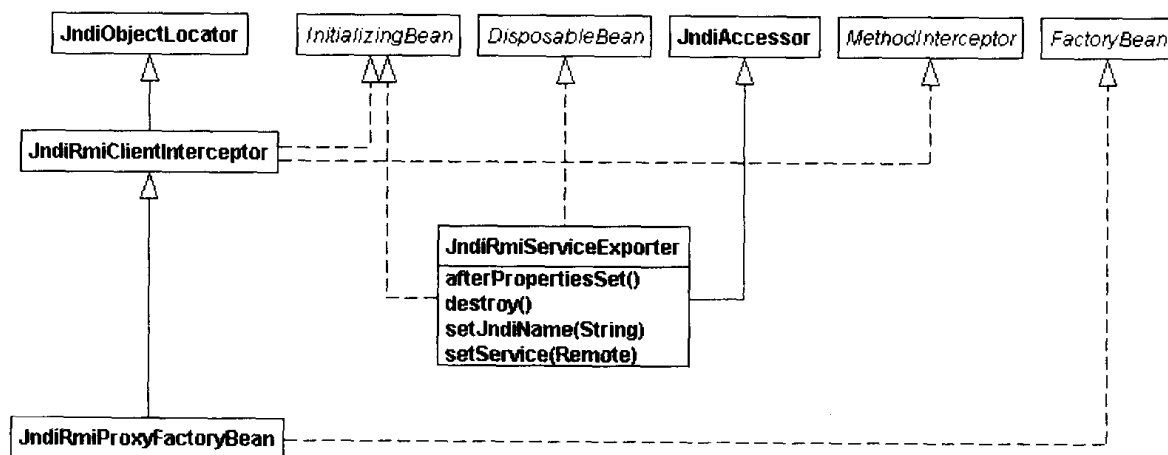 JndiObjectLocator
InitializingBean
DisposableBean
JndiAccessor
MethodInterceptor
FactoryBean
JndiRmiClientInterceptor
JndiRmiServiceExporter
afterPropertiesSet()
destroy()
setJndiName(String)
setService(Remote)
JndiRmiProxyFactoryBean